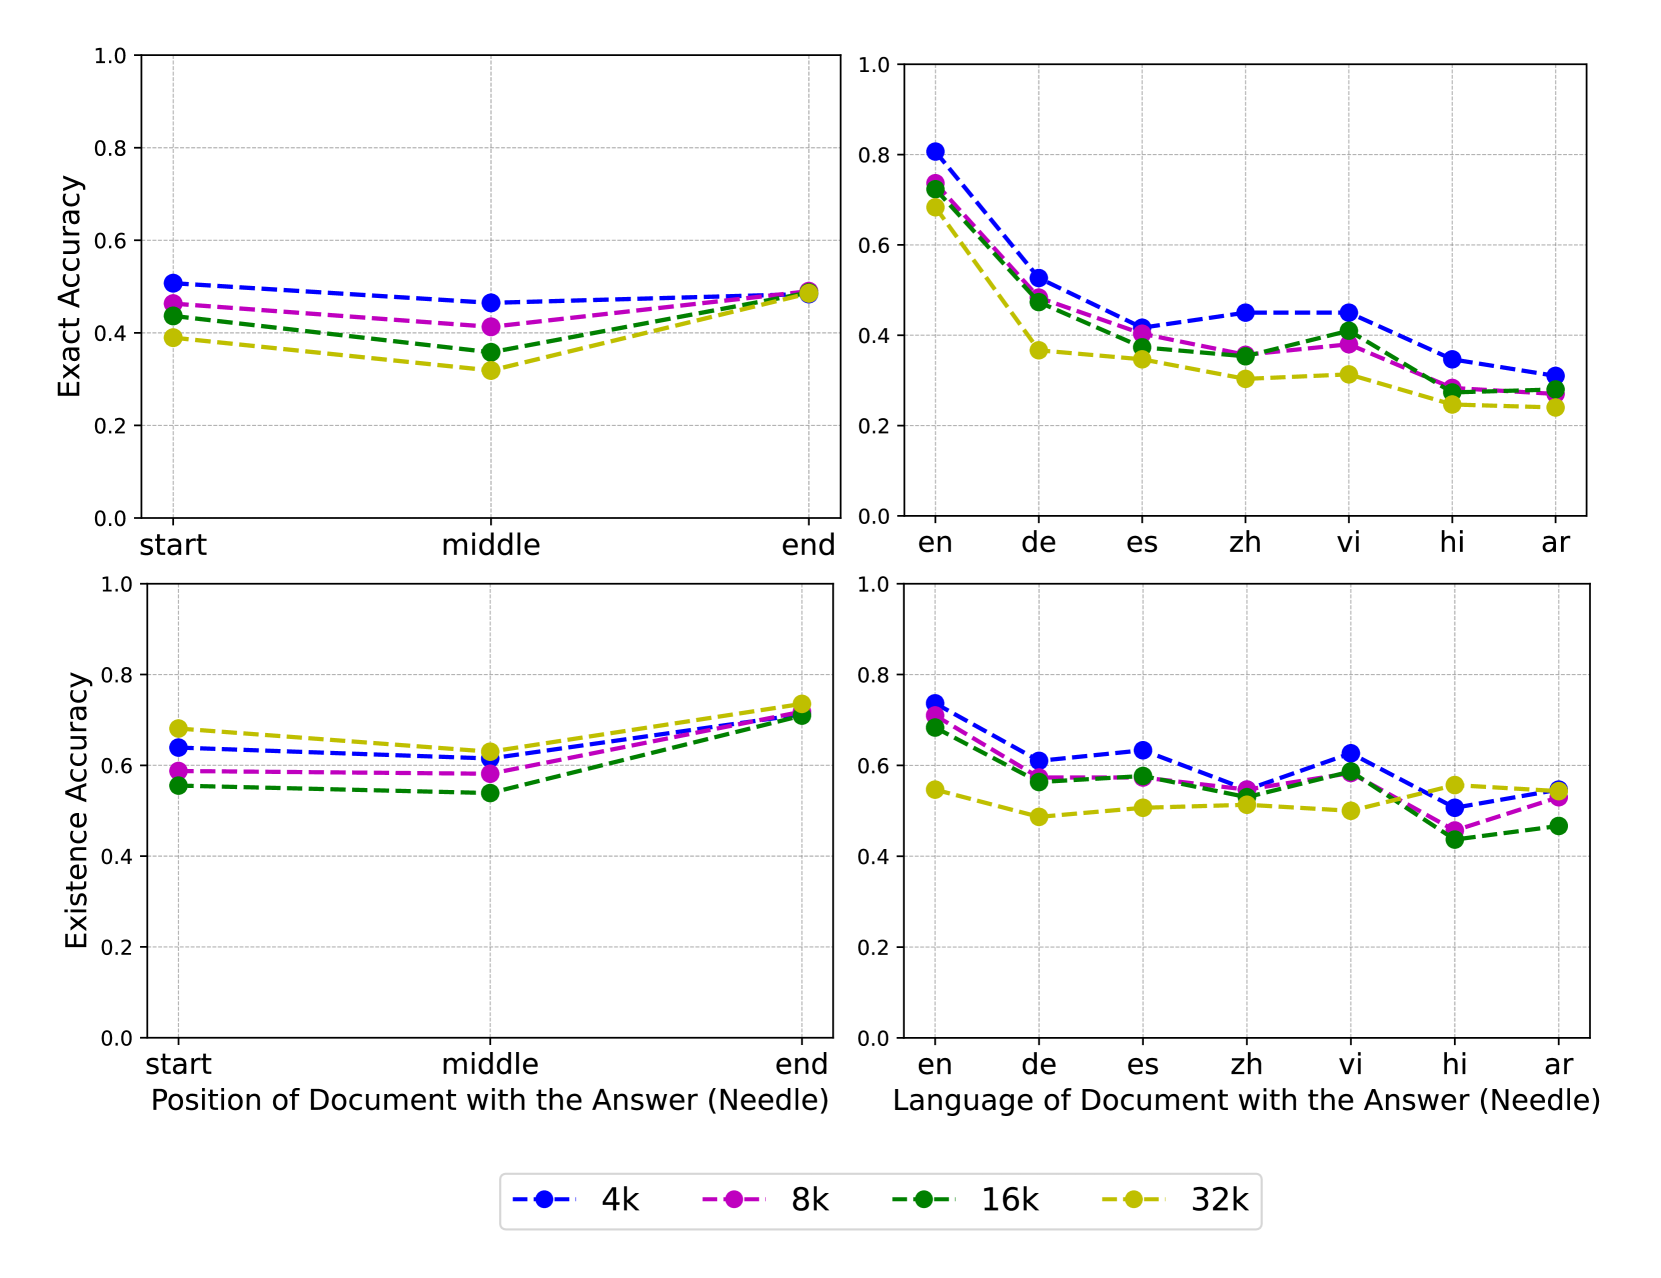 Exact Accuracy
1.0
0.8
0.6
0.4
0.2
0.0
start middle end
1.0
0.8
0.6
0.4
0.2
0.0
en de es zh vi hi ar
Existence Accuracy
1.0
0.8
0.6
0.4
0.2
0.0
start middle end
Position of Document with the Answer (Needle)
1.0
0.8
0.6
0.4
0.2
0.0
en de es zh vi hi ar
Language of Document with the Answer (Needle)
4k 8k 16k 32k